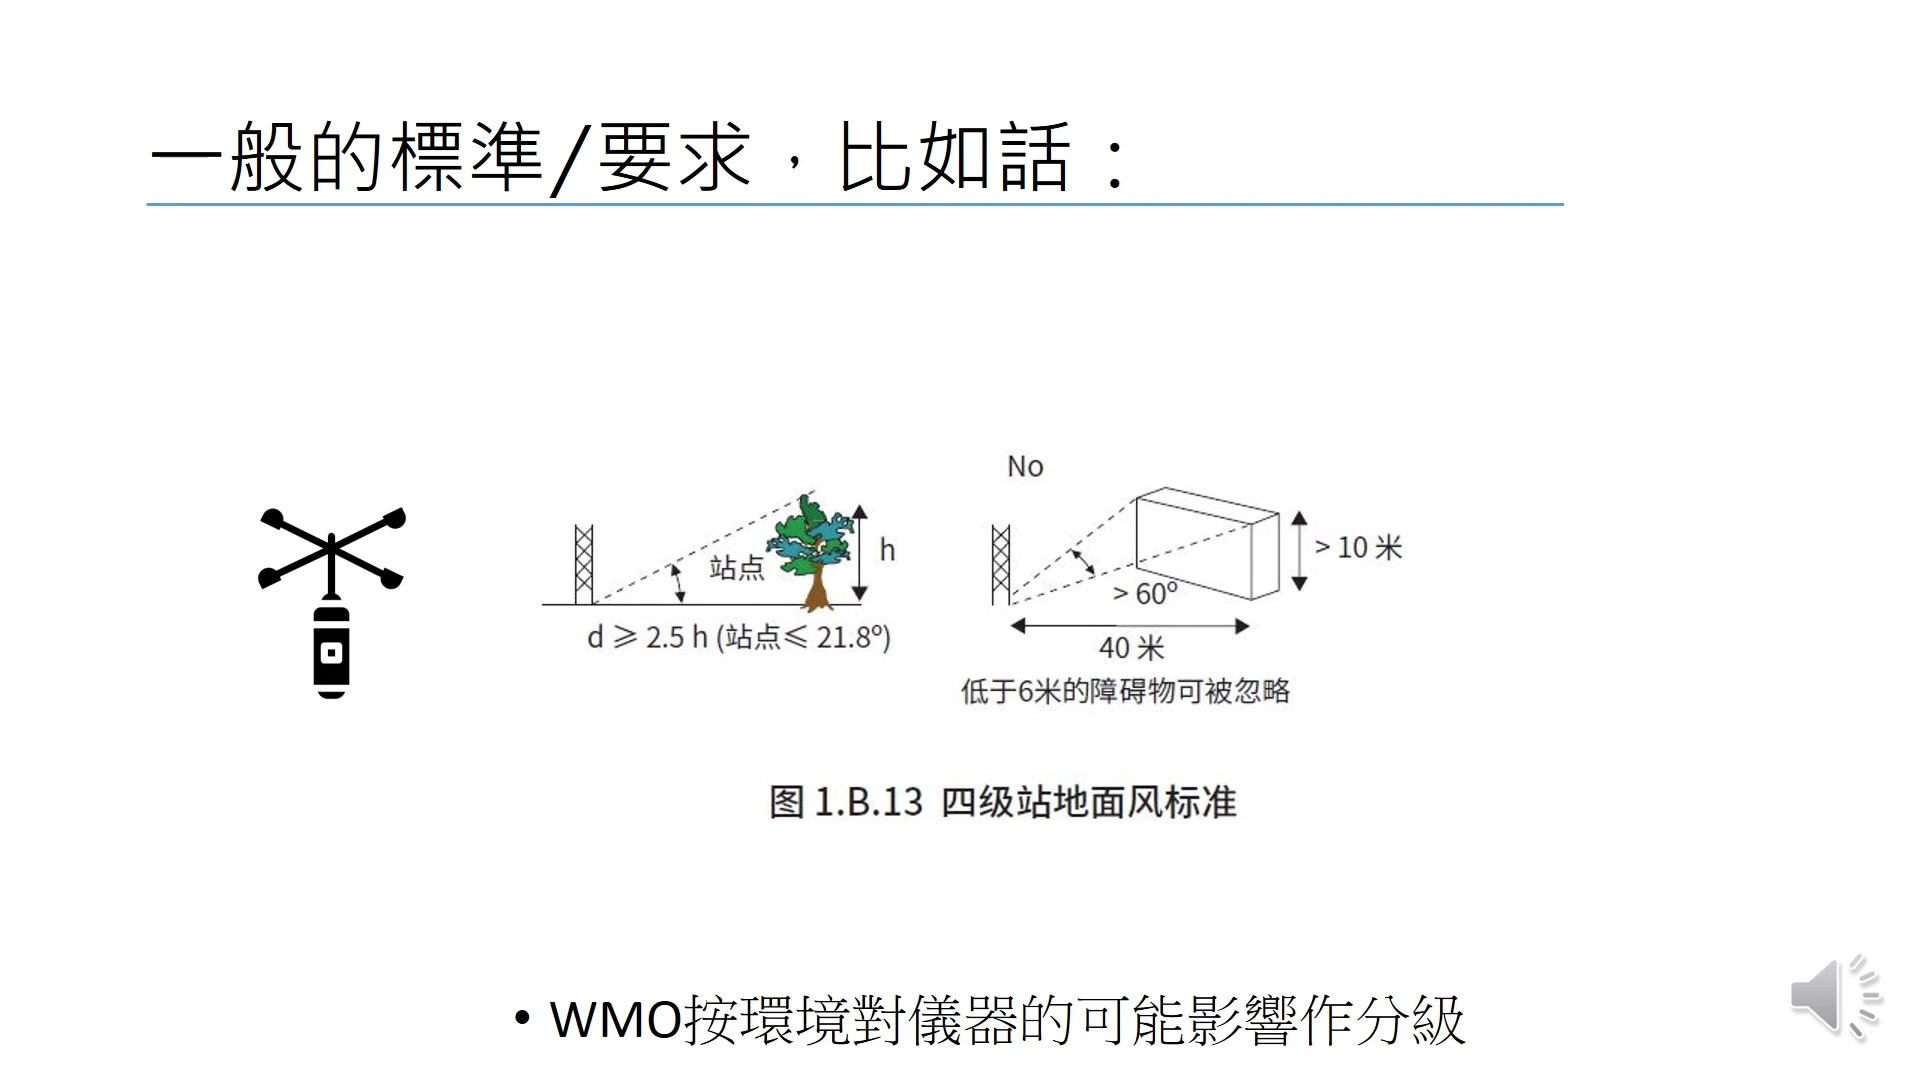 一般的標準/要求，比如話：
No
h
站点
> 10 米
> 60º
d ⩾ 2.5 h (站点⩽ 21.8º)
40 米
低于6米的障碍物可被忽略
图 1.B.13 四级站地面风标准
• WMO按環境對儀器的可能影響作分級